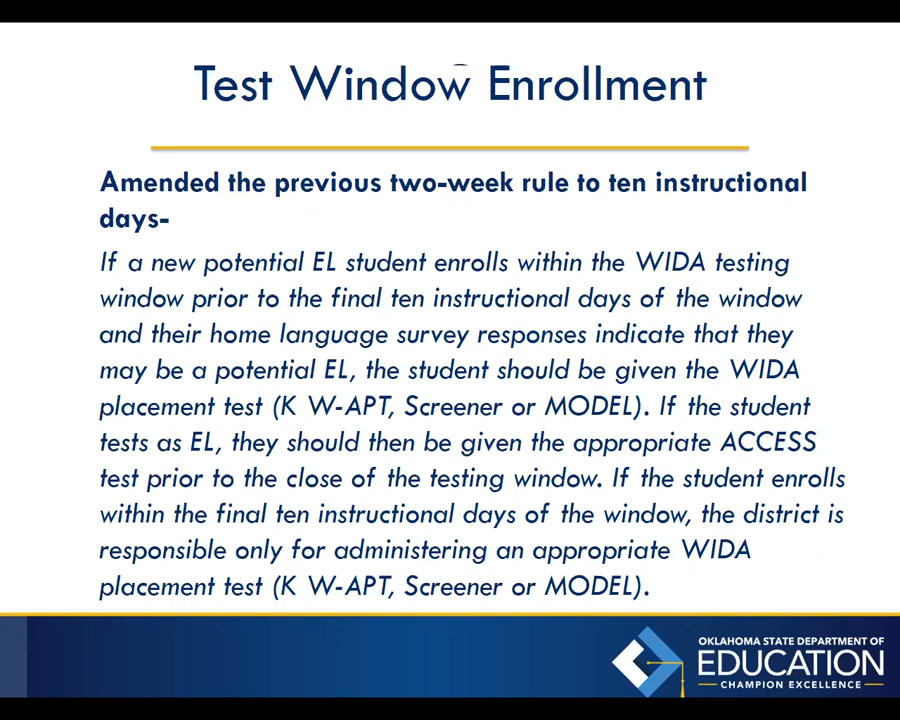 Test Window Enrollment
Amended the previous two-week rule to ten instructional
days-
If a new potential EL student enrolls within the WIDA testing
window prior to the final ten instructional days of the window
and their home language survey responses indicate that they
may be a potential EL, the student should be given the WIDA
placement test (K W-APT, Screener or MODEL). If the student
tests as EL, they should then be given the appropriate ACCESS
test prior to the close of the testing window. If the student enrolls
within the final ten instructional days of the window, the district is
responsible only for administering an appropriate WIDA
placement test (K W-APT, Screener or MODEL).
OKLAHOMA STATE DEPARTMENT OF
EDUCATION
CHAMPION EXCELLENCE